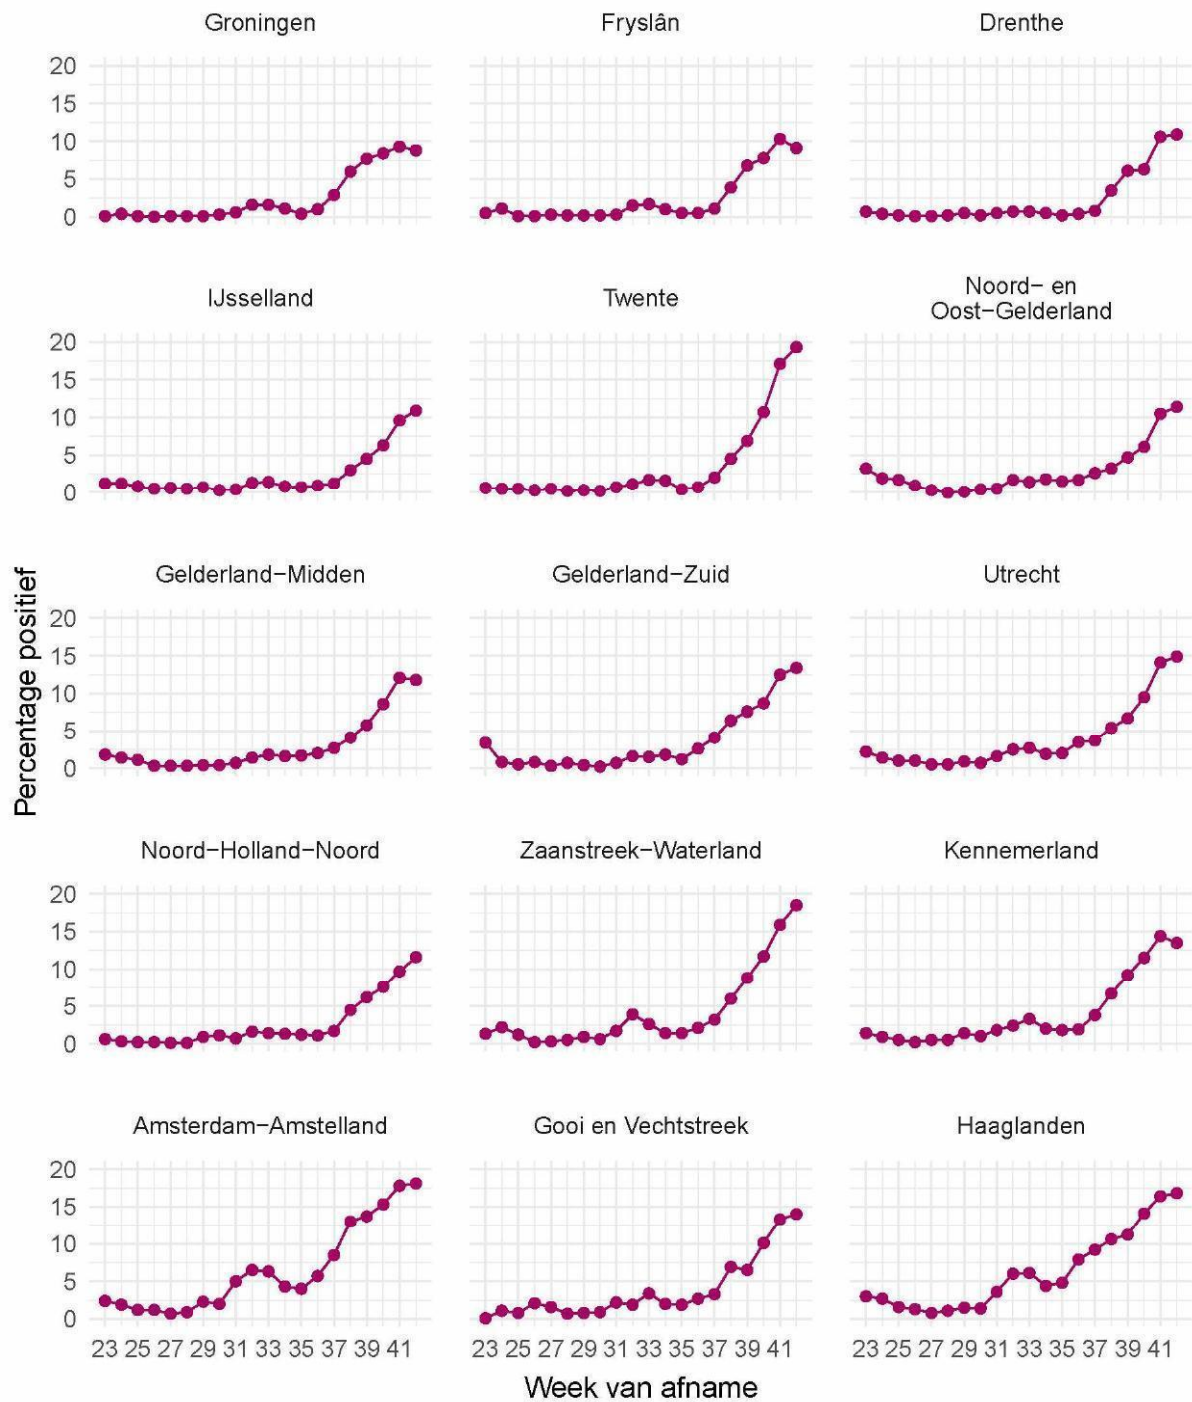 Groningen Fryslân Drenthe
20
15
10
5
0
IJsselland Twente Noord- en
Oost-Gelderland
20
15
10
5
0
Gelderland-Midden Gelderland-Zuid Utrecht
20
15
10
5
0
Percentage positief
Noord-Holland-Noord Zaanstreek-Waterland Kennemerland
20
15
10
5
0
Amsterdam-Amstelland Gooi en Vechtstreek Haaglanden
20
15
10
5
0
23 25 27 29 31 33 35 37 39 41 23 25 27 29 31 33 35 37 39 41 23 25 27 29 31 33 35 37 39 41
Week van afname